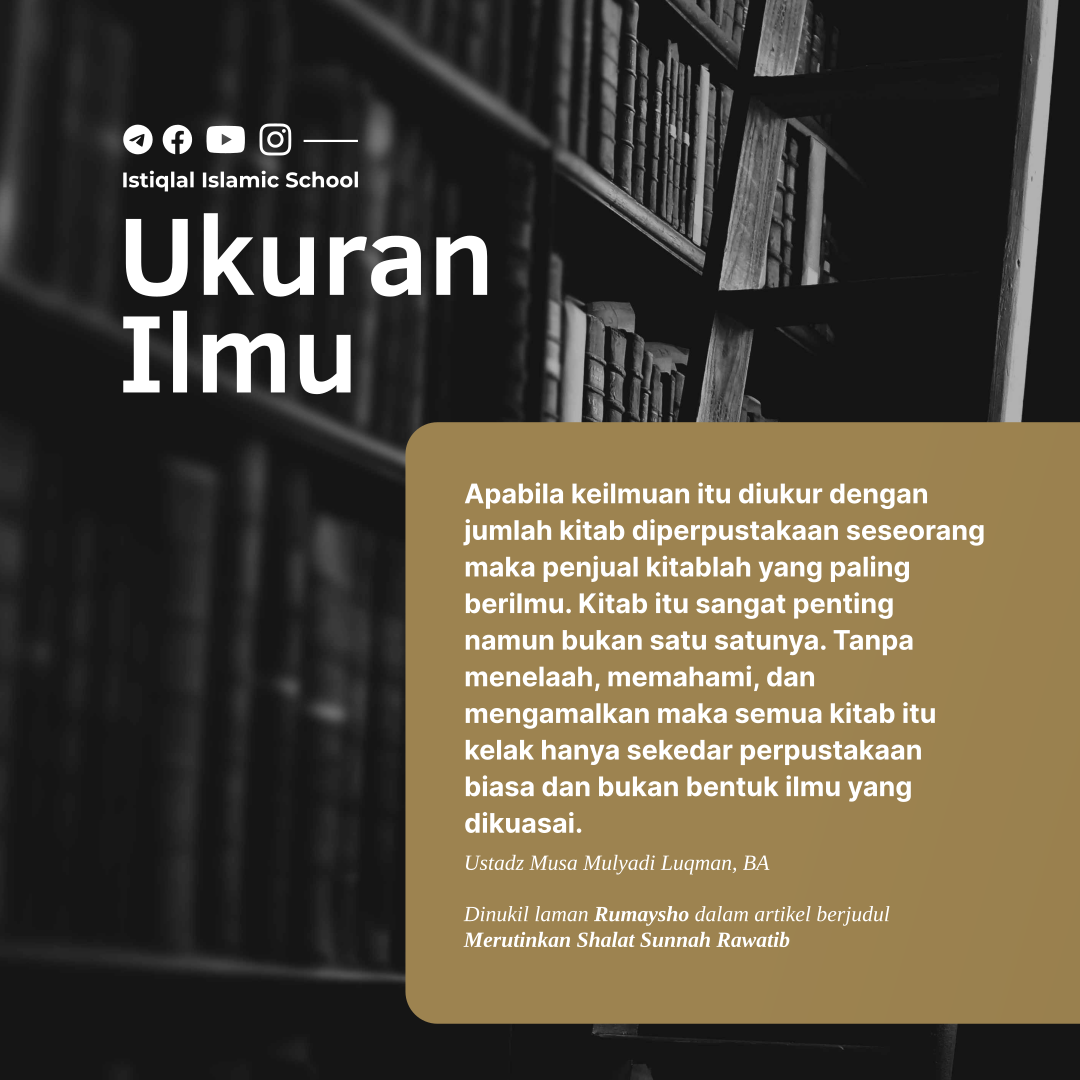 Istiqlal Islamic School
Ukuran
Ilmu
Apabila keilmuan itu diukur dengan
jumlah kitab diperpustakaan seseorang
maka penjual kitablah yang paling
berilmu. Kitab itu sangat penting
namun bukan satu satunya. Tanpa
menelaah, memahami, dan
mengamalkan maka semua kitab itu
kelak hanya sekedar perpustakaan
biasa dan bukan bentuk ilmu yang
dikuasai.
Ustadz Musa Mulyadi Luqman, BA
Dinukil laman Rumaysho dalam artikel berjudul
Merutinkan Shalat Sunnah Rawatib